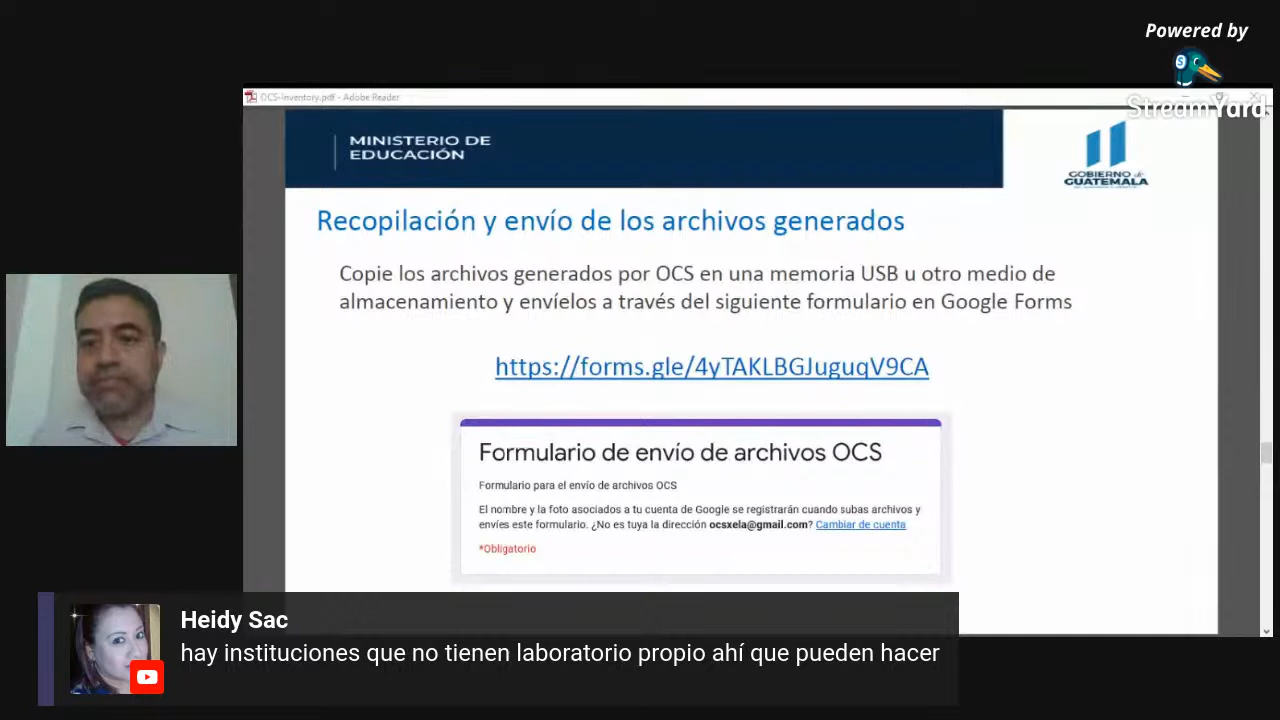 Powered by
StreamYard
OCS-Inventory.pdf - Adobe Reader
MINISTERIO DE
EDUCACIÓN
GOBIERNO de
GUATEMALA
Recopilación y envío de los archivos generados
Copie los archivos generados por OCS en una memoria USB u otro medio de
almacenamiento y envíelos a través del siguiente formulario en Google Forms
https://forms.gle/4yTAKLBGJuguqV9CA
Formulario de envío de archivos OCS
Formulario para el envío de archivos OCS
El nombre y la foto asociados a tu cuenta de Google se registrarán cuando subas archivos y
envíes este formulario. ¿No es tuya la dirección ocsxela@gmail.com? Cambiar de cuenta
*Obligatorio
Heidy Sac
hay instituciones que no tienen laboratorio propio ahí que pueden hacer